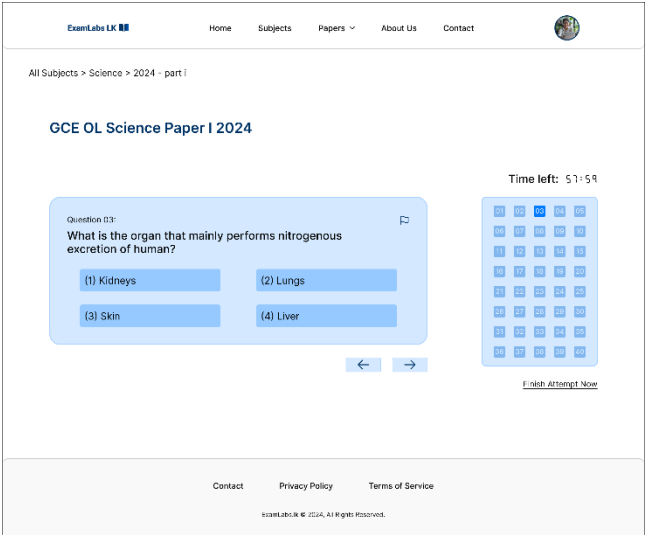 ExamLabs LK
Home Subjects Papers About Us Contact
All Subjects > Science > 2024 - part i
GCE OL Science Paper I 2024
Time left: 57:59
Question 03:
What is the organ that mainly performs nitrogenous
excretion of human?
(1) Kidneys (2) Lungs
(3) Skin (4) Liver
01 02 03 04 05
06 07 08 09 10
11 12 13 14 15
16 17 18 19 20
21 22 23 24 25
26 27 28 29 30
31 32 33 34 35
36 37 38 39 40
Finish Attempt Now
Contact Privacy Policy Terms of Service
ExamLabs.lk © 2024, All Rights Reserved.